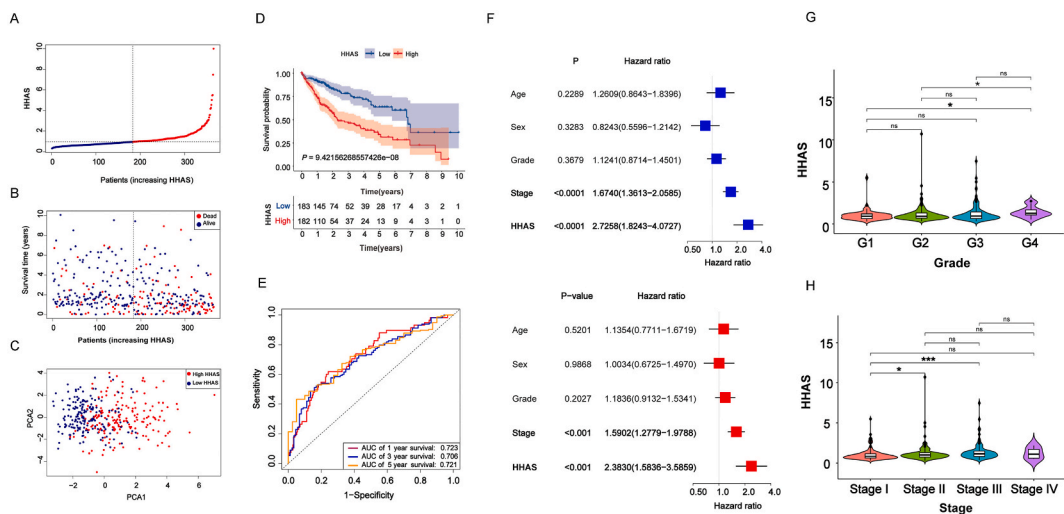 A
HHAS
10
8
6
4
2
0
0 100 200 300
Patients (increasing HHAS)
B
Dead
Alive
Survival time (years)
10
8
6
4
2
0
0 100 200 300
Patients (increasing HHAS)
C
High HHAS
Low HHAS
PCA2
4
2
0
-2
-4
-2 0 2 4 6
PCA1
D
HHAS Low High
Survival probability
1.00
0.75
0.50
0.25
0.00
P = 9.42156268557426e-08
0 1 2 3 4 5 6 7 8 9 10
Time(years)
HHAS
Low 183 145 74 52 39 28 17 4 3 2 1
High 182 110 54 37 24 13 9 4 3 1 0
0 1 2 3 4 5 6 7 8 9 10
Time(years)
E
Sensitivity
1.0
0.8
0.6
0.4
0.2
0.0
AUC of 1 year survival: 0.723
AUC of 3 year survival: 0.706
AUC of 5 year survival: 0.721
0.0 0.2 0.4 0.6 0.8 1.0
1-Specificity
F
P Hazard ratio
Age 0.2289 1.2609(0.8643-1.8396)
Sex 0.3283 0.8243(0.5596-1.2142)
Grade 0.3679 1.1241(0.8714-1.4501)
Stage <0.0001 1.6740(1.3613-2.0585)
HHAS <0.0001 2.7258(1.8243-4.0727)
0.50 1.0 2.0 4.0
Hazard ratio
P-value Hazard ratio
Age 0.5201 1.1354(0.7711-1.6719)
Sex 0.9868 1.0034(0.6725-1.4970)
Grade 0.2027 1.1836(0.9132-1.5341)
Stage <0.001 1.5902(1.2779-1.9788)
HHAS <0.001 2.3830(1.5836-3.5859)
0.50 1.0 2.0 4.0
Hazard ratio
G
HHAS
15
10
5
0
ns
*
ns
*
ns
G1 G2 G3 G4
Grade
H
HHAS
15
10
5
0
ns
ns
ns
ns
***
*
Stage I Stage II Stage III Stage IV
Stage